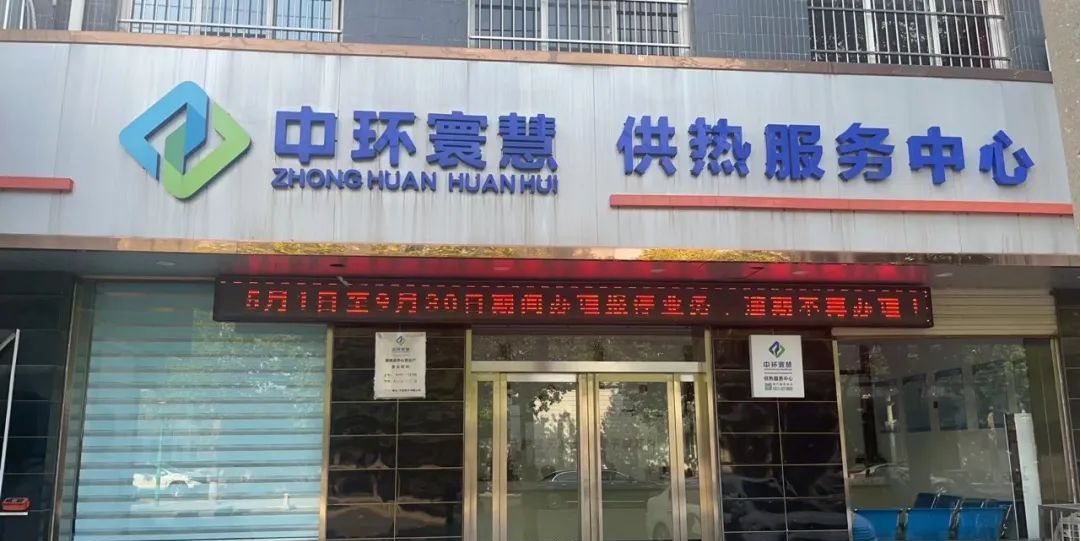 中环寰慧 供热服务中心
ZHONG HUAN HUAN HUI
5月1日至9月30日期间办理报停业务，逾期不再办理！
中环寰慧
供热服务中心